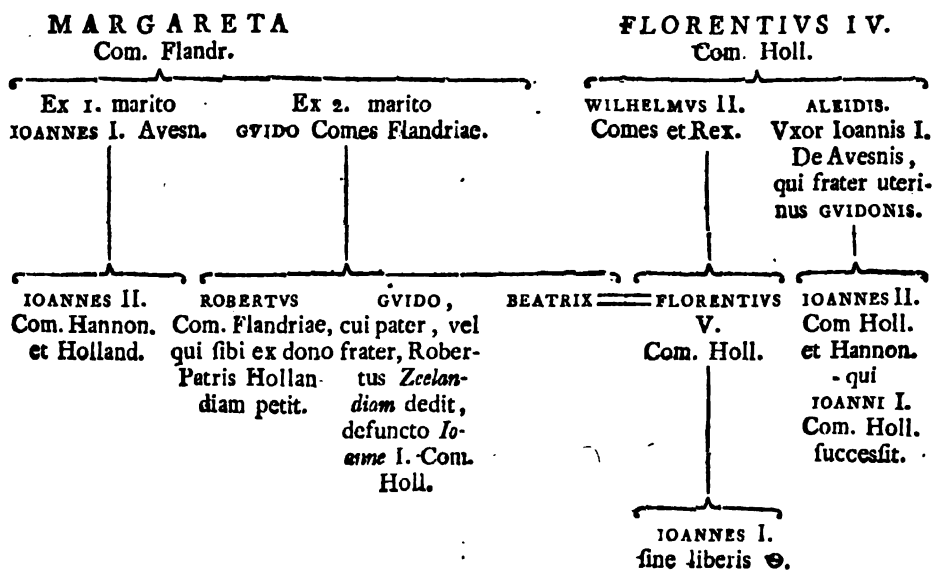 MARGARETA
Com. Flandr.
FLORENTIVS IV.
Com. Holl.
Ex 1. marito
IOANNES I. Avesn.
Ex 2. marito
GVIDO Comes Flandriae.
WILHELMVS II.
Comes et Rex.
ALEIDIS.
Vxor Ioannis I.
De Avesnis,
qui frater uteri-
nus GVIDONIS.
IOANNES II.
Com. Hannon.
et Holland.
ROBERTVS
Com. Flandriae,
qui sibi ex dono
Patris Hollan-
diam petit.
GVIDO,
cui pater, vel
frater, Rober-
tus Zeelan-
diam dedit,
defuncto Io-
anne I. Com.
Holl.
BEATRIX
FLORENTIVS
V.
Com. Holl.
IOANNES II.
Com Holl.
et Hannon.
qui
IOANNI I.
Com. Holl.
succeſſit.
IOANNES I.
ſine liberis